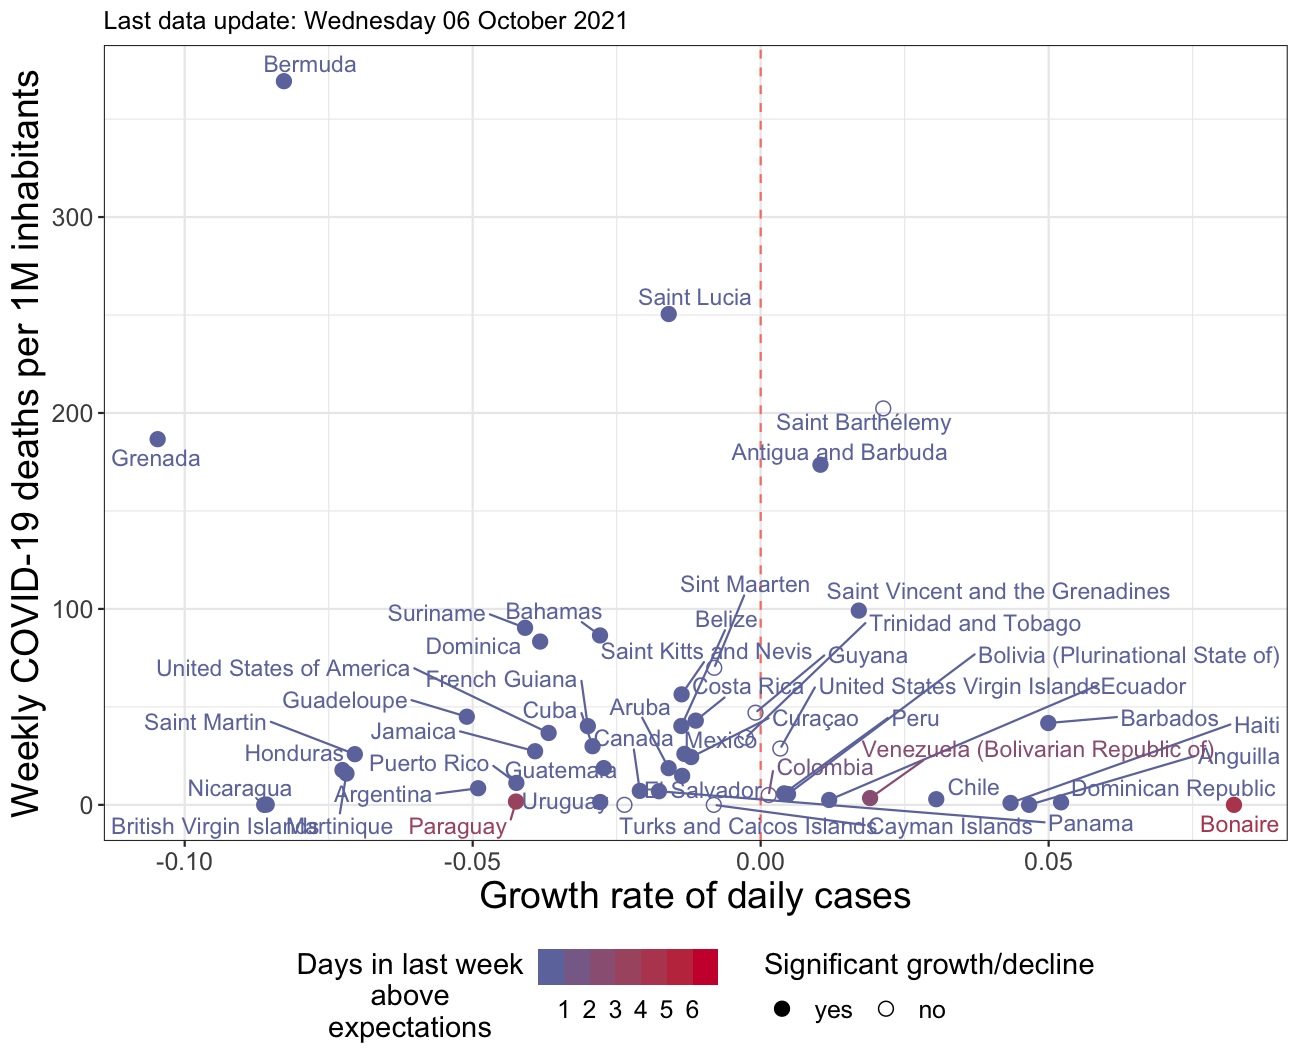 Last data update: Wednesday 06 October 2021
Weekly COVID-19 deaths per 1M inhabitants
300
200
100
0
Bermuda
Saint Lucia
Saint Barthélemy
Antigua and Barbuda
Grenada
Sint Maarten
Saint Vincent and the Grenadines
Suriname
Bahamas
Belize
Trinidad and Tobago
Dominica
Saint Kitts and Nevis
Guyana
Bolivia (Plurinational State of)
United States of America
French Guiana
Costa Rica
United States Virgin Islands
Ecuador
Guadeloupe
Cuba
Aruba
Curaçao
Peru
Barbados
Haiti
Saint Martin
Jamaica
Canada
Mexico
Venezuela (Bolivarian Republic of)
Anguilla
Honduras
Puerto Rico
Guatemala
Colombia
Nicaragua
Argentina
Uruguay
El Salvador
Chile
Dominican Republic
British Virgin Islands
Martinique
Paraguay
Turks and Caicos Islands
Cayman Islands
Panama
Bonaire
-0.10
-0.05
0.00
0.05
Growth rate of daily cases
Days in last week
above
expectations
1 2 3 4 5 6
Significant growth/decline
yes
no